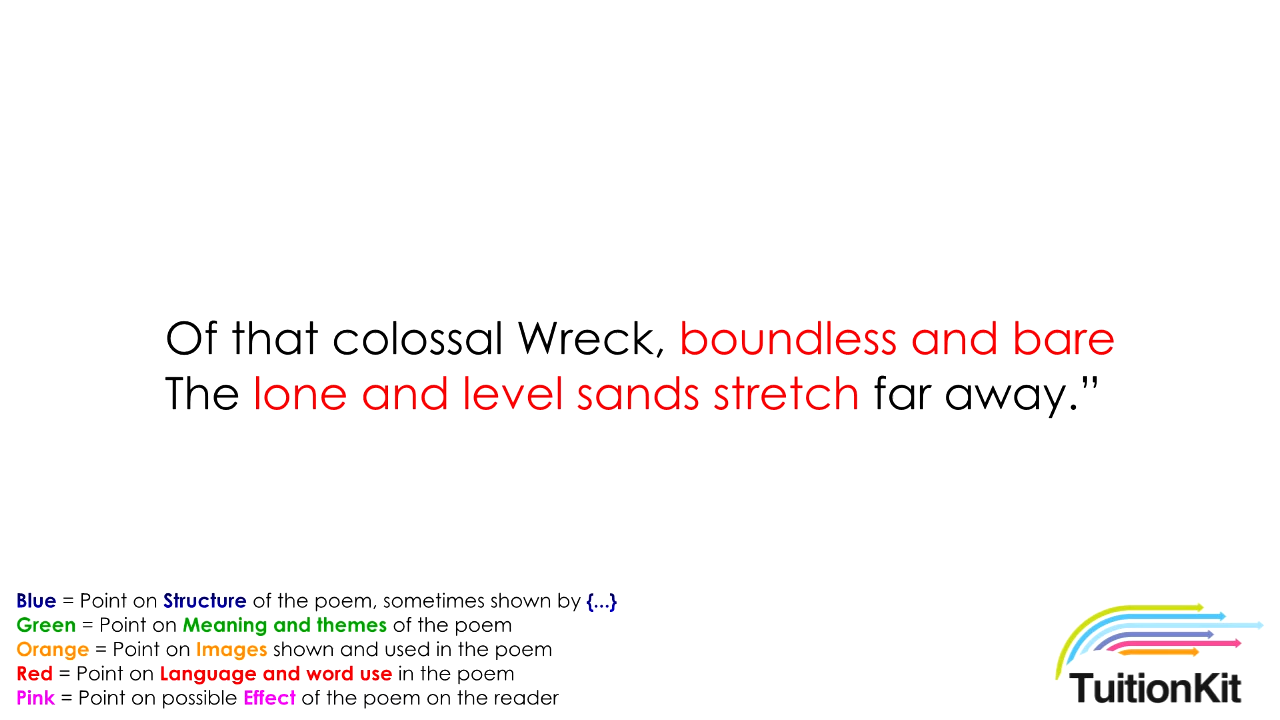 Of that colossal Wreck, boundless and bare
The lone and level sands stretch far away.”
Blue = Point on Structure of the poem, sometimes shown by {...}
Green = Point on Meaning and themes of the poem
Orange = Point on Images shown and used in the poem
Red = Point on Language and word use in the poem
Pink = Point on possible Effect of the poem on the reader
TuitionKit